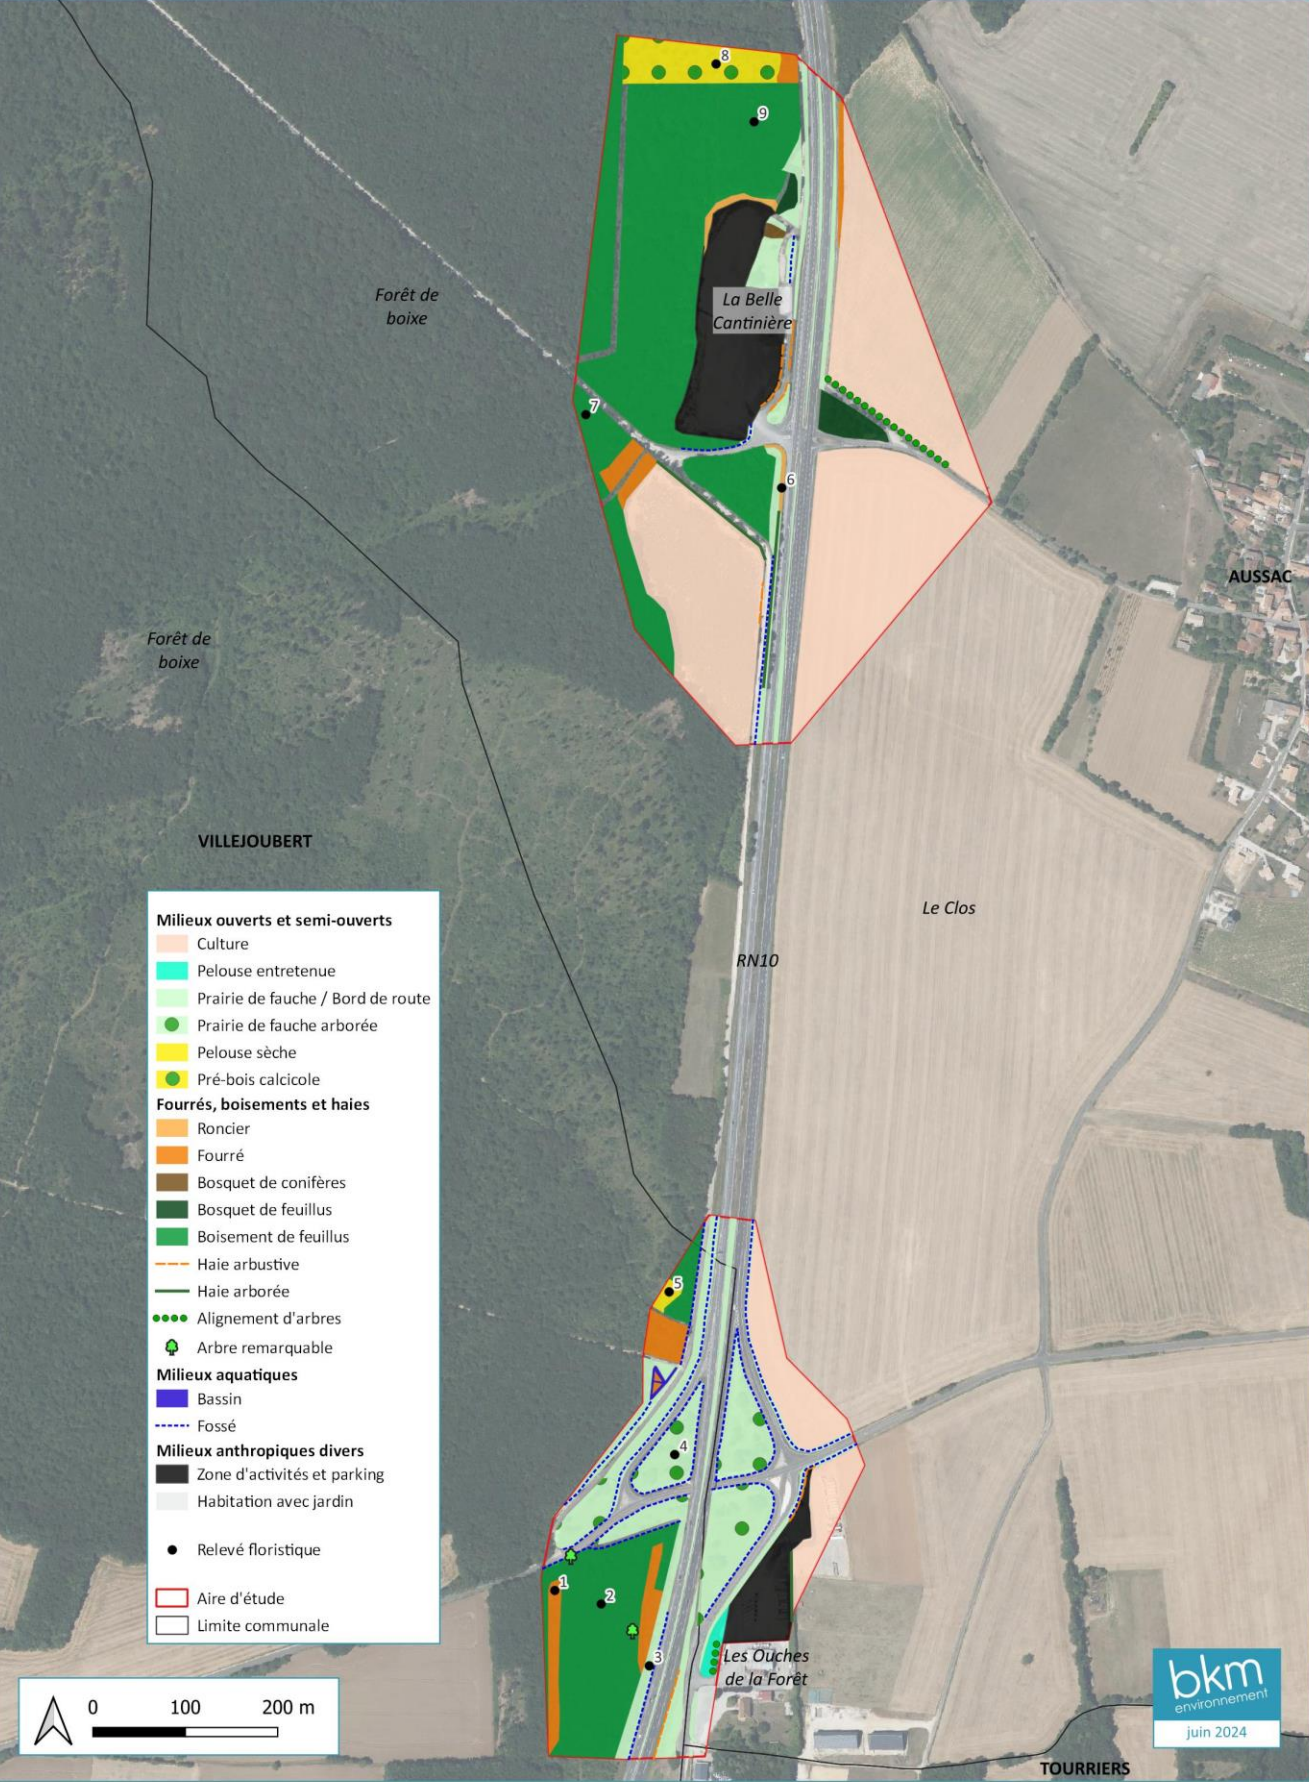 8
9
Forêt de
boixe
La Belle
Cantinière
7
6
AUSSAC
Forêt de
boixe
VILLEJOUBERT
Le Clos
RN10
Milieux ouverts et semi-ouverts
Culture
Pelouse entretenue
Prairie de fauche / Bord de route
Prairie de fauche arborée
Pelouse sèche
Pré-bois calcicole
Fourrés, boisements et haies
Roncier
Fourré
Bosquet de conifères
Bosquet de feuillus
Boisement de feuillus
Haie arbustive
Haie arborée
Alignement d'arbres
Arbre remarquable
Milieux aquatiques
Bassin
Fossé
Milieux anthropiques divers
Zone d'activités et parking
Habitation avec jardin
Relevé floristique
Aire d'étude
Limite communale
5
4
1
2
3
Les Ouches
de la Forêt
0 100 200 m
bkm
environnement
juin 2024
TOURRIERS